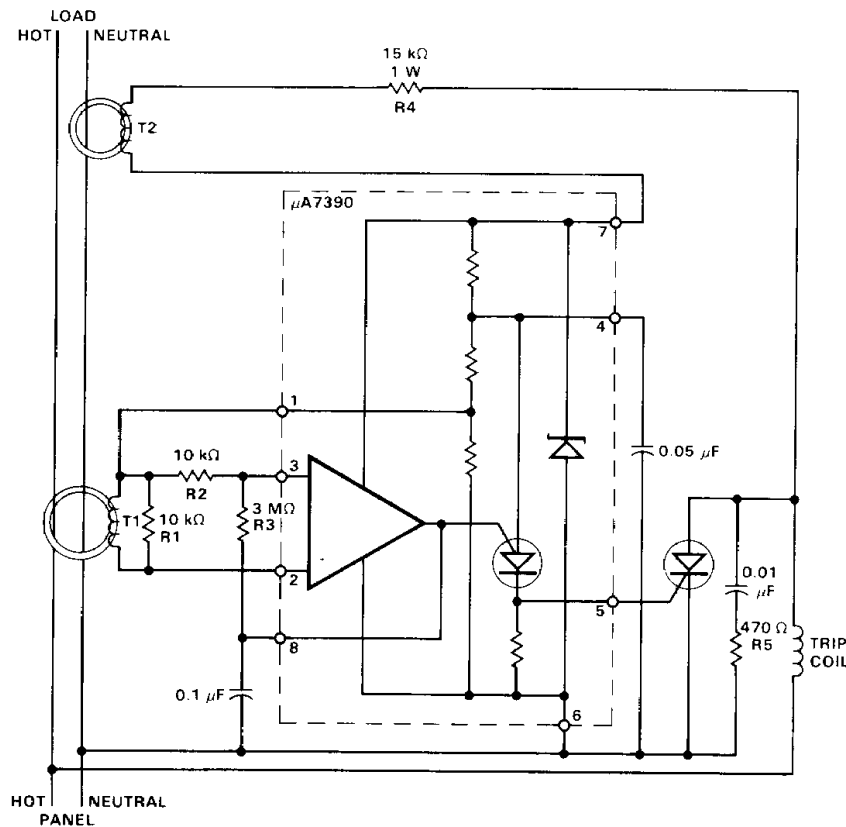 LOAD
HOT NEUTRAL
15 kΩ
1 W
R4
T2
μA7390
7
4
1
10 kΩ
3
R2
0.05 μF
T1
10 kΩ
R1
3 MΩ
R3
2
0.01
μF
5
470 Ω
R5
TRIP
COIL
8
0.1 μF
6
HOT NEUTRAL
PANEL